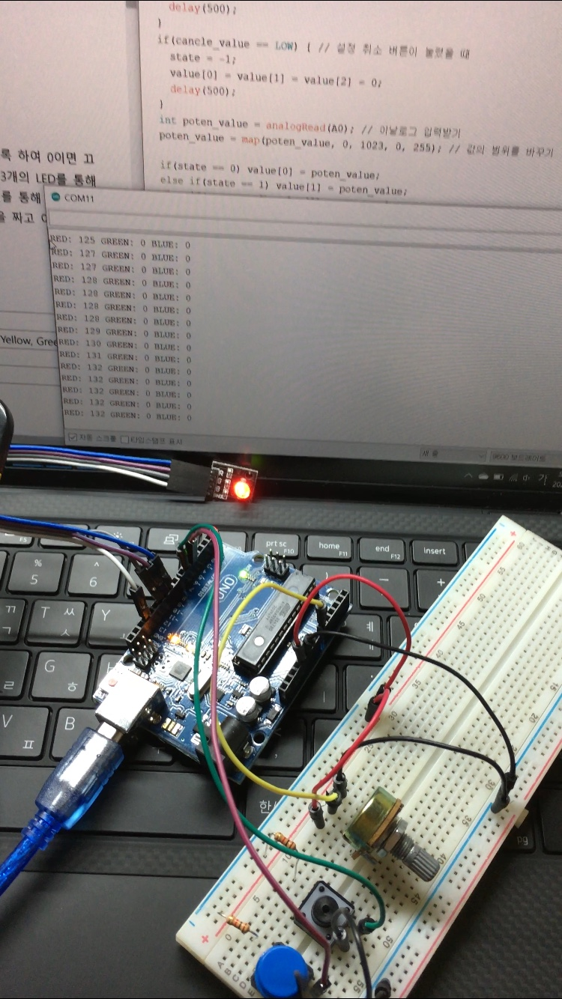 delay(500);
}
if(cancle_value == LOW) { // 설정 취소 버튼이 눌렸을 때
state = -1;
value[0] = value[1] = value[2] = 0;
delay(500);
}
int poten_value = analogRead(A0); // 아날로그 입력받기
poten_value = map(poten_value, 0, 1023, 0, 255); // 값의 범위를 바꾸기
if(state == 0) value[0] = poten_value;
else if(state == 1) value[1] = poten_value;
록 하여 0이면 끄
3개의 LED를 통해
를 통해
을 짜고
Yellow, Gree
COM11
RED: 125 GREEN: 0 BLUE: 0
RED: 127 GREEN: 0 BLUE: 0
RED: 127 GREEN: 0 BLUE: 0
RED: 128 GREEN: 0 BLUE: 0
RED: 128 GREEN: 0 BLUE: 0
RED: 128 GREEN: 0 BLUE: 0
RED: 128 GREEN: 0 BLUE: 0
RED: 129 GREEN: 0 BLUE: 0
RED: 130 GREEN: 0 BLUE: 0
RED: 131 GREEN: 0 BLUE: 0
RED: 132 GREEN: 0 BLUE: 0
RED: 132 GREEN: 0 BLUE: 0
RED: 132 GREEN: 0 BLUE: 0
RED: 132 GREEN: 0 BLUE: 0
RED: 132 GREEN: 0 BLUE: 0
자동 스크롤 타임스탬프 표시
새 줄 9600 보드레이트
가 20
F5 prt sc F10 home F11 end F12 insert
% 5 ^ 6 - +
ㄲ T ㅆ ㅅ Y
G ㅎ
V ㅍ B
한
pg
UNO